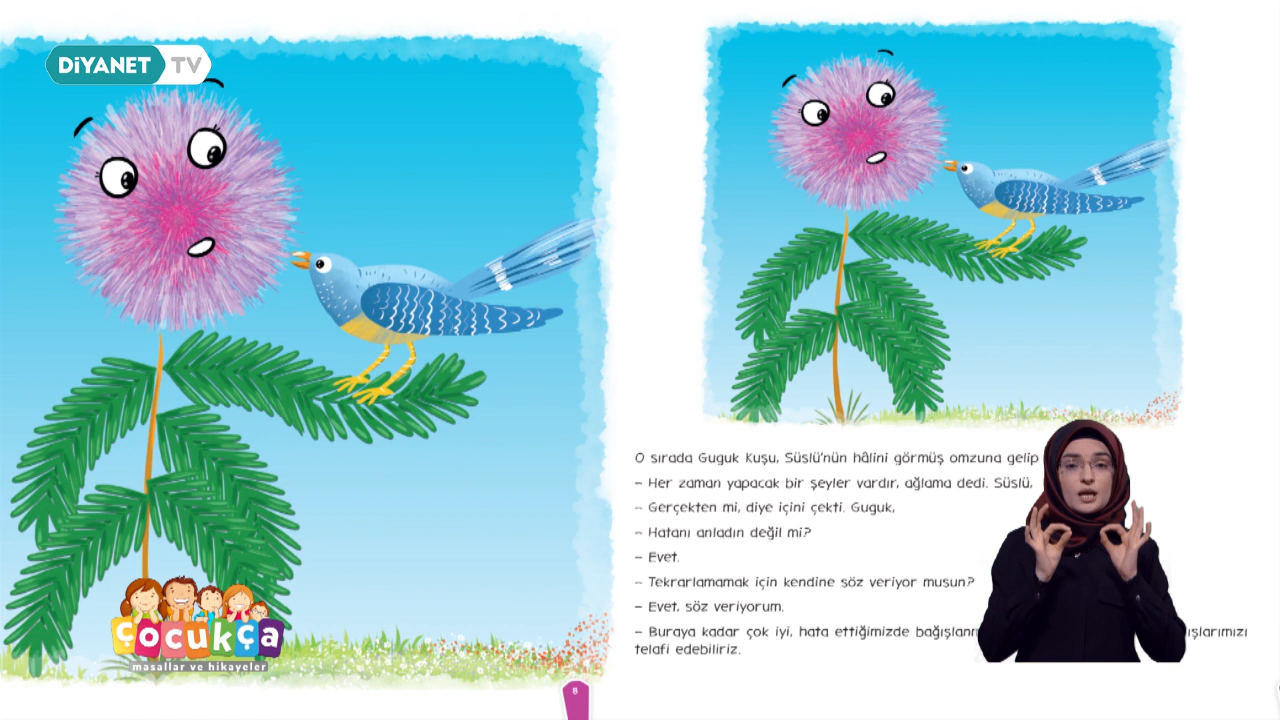 DİYANET TV
çocukça
masallar ve hikayeler
8
O sırada Guguk Kuşu, Süslü'nün hâlini görmüş omzuna gelip
– Her zaman yapacak bir şeyler vardır, ağlama dedi. Süslü,
– Gerçekten mi, diye içini çekti. Guguk,
– Hatanı anladın değil mi?
– Evet.
– Tekrarlamamak için kendine söz veriyor musun?
– Evet, söz veriyorum.
– Buraya kadar çok iyi, hata ettiğimizde
telafi edebiliriz.